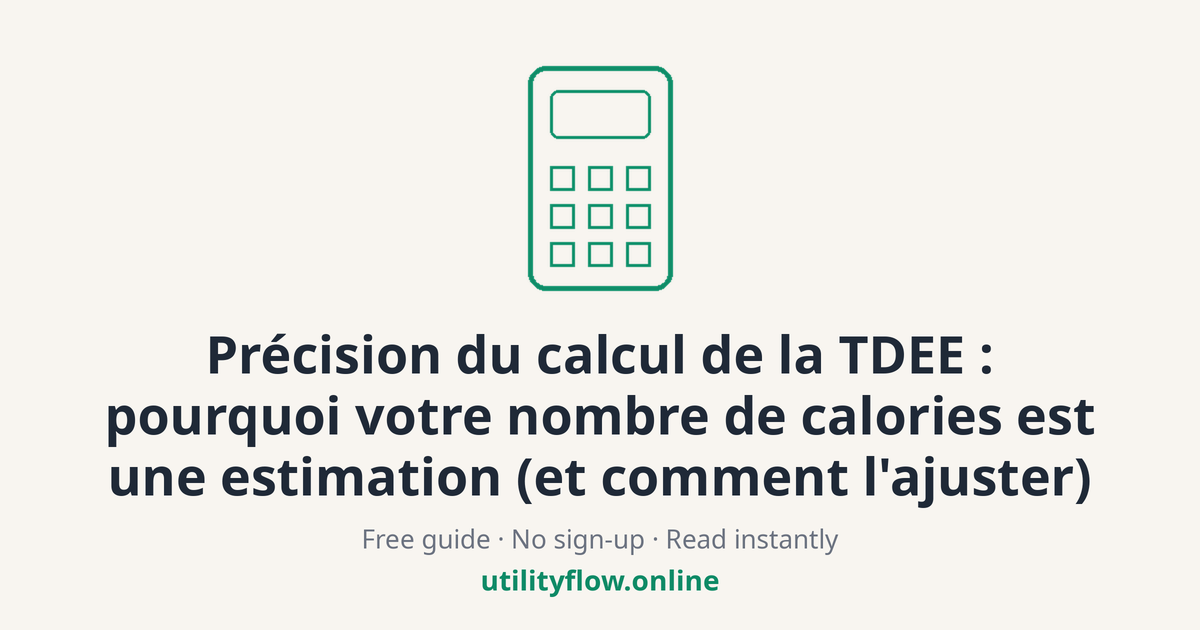 Précision du calcul de la TDEE :
pourquoi votre nombre de calories est
une estimation (et comment l'ajuster)
Free guide · No sign-up · Read instantly
utilityflow.online